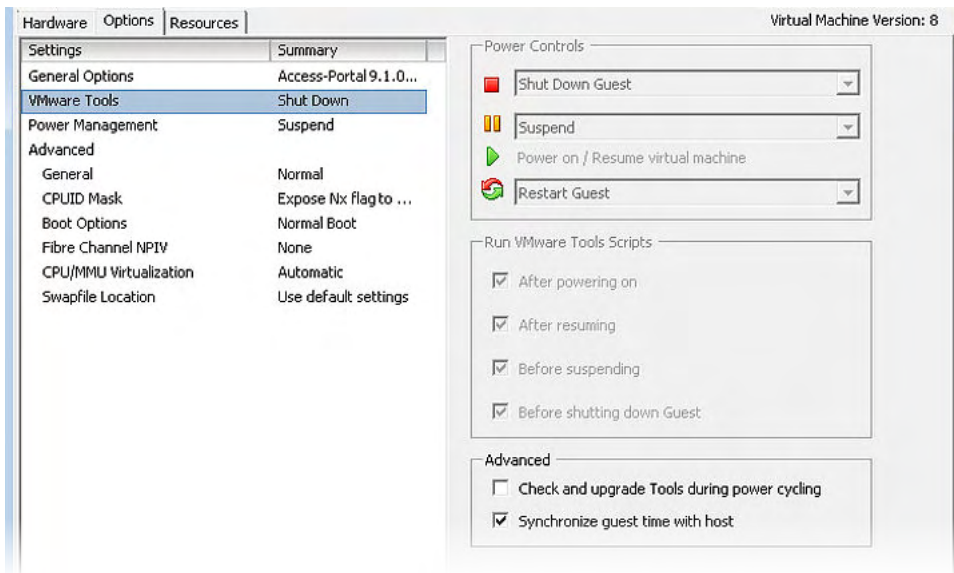 Hardware Options Resources Virtual Machine Version: 8
Settings Summary
General Options Access-Portal 9.1.0...
VMware Tools Shut Down
Power Management Suspend
Advanced
General Normal
CPUID Mask Expose Nx flag to ...
Boot Options Normal Boot
Fibre Channel NPIV None
CPU/MMU Virtualization Automatic
Swapfile Location Use default settings
Power Controls
Shut Down Guest
Suspend
Power on / Resume virtual machine
Restart Guest
Run VMware Tools Scripts
After powering on
After resuming
Before suspending
Before shutting down Guest
Advanced
Check and upgrade Tools during power cycling
Synchronize guest time with host